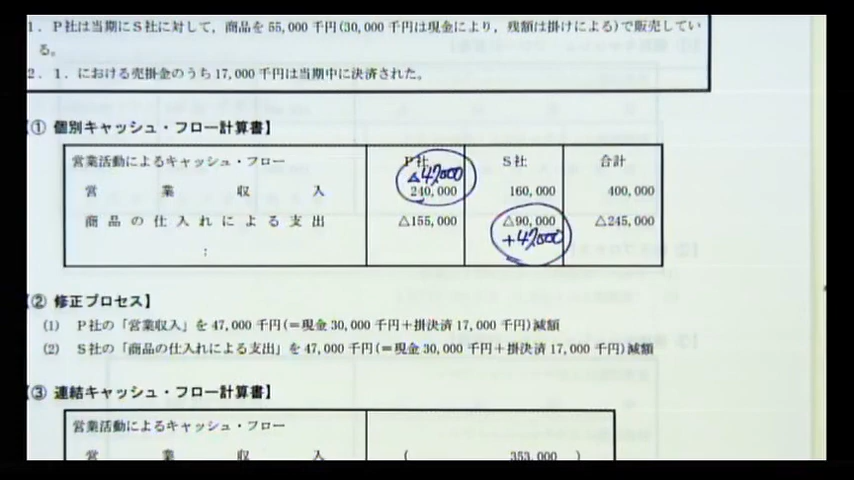 1．P社は当期にS社に対して，商品を55,000千円(30,000千円は現金により，残額は掛けによる)で販売してい
る。
2．1．における売掛金のうち17,000千円は当期中に決済された。
【① 個別キャッシュ・フロー計算書】
営業活動によるキャッシュ・フロー P社 S社 合計
△47,000
営業収入 240,000 160,000 400,000
商品の仕入れによる支出 △155,000 △90,000 △245,000
： +47,000
【② 修正プロセス】
(1) P社の「営業収入」を47,000千円(＝現金30,000千円＋掛決済17,000千円)減額
(2) S社の「商品の仕入れによる支出」を47,000千円(＝現金30,000千円＋掛決済17,000千円)減額
【③ 連結キャッシュ・フロー計算書】
営業活動によるキャッシュ・フロー
営業収入 ( 353,000 )